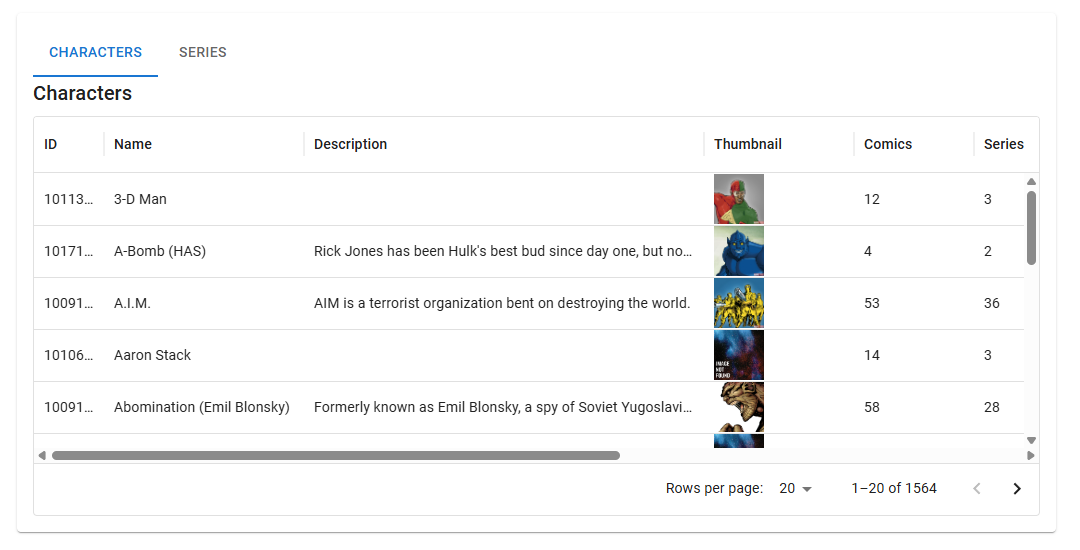 CHARACTERS SERIES
Characters
ID Name Description Thumbnail Comics Series
10113... 3-D Man 12 3
10171... A-Bomb (HAS) Rick Jones has been Hulk's best bud since day one, but no... 4 2
10091... A.I.M. AIM is a terrorist organization bent on destroying the world. 53 36
10106... Aaron Stack 14 3
IMAGE
NOT
FOUND
10091... Abomination (Emil Blonsky) Formerly known as Emil Blonsky, a spy of Soviet Yugoslavi... 58 28
Rows per page: 20 1–20 of 1564